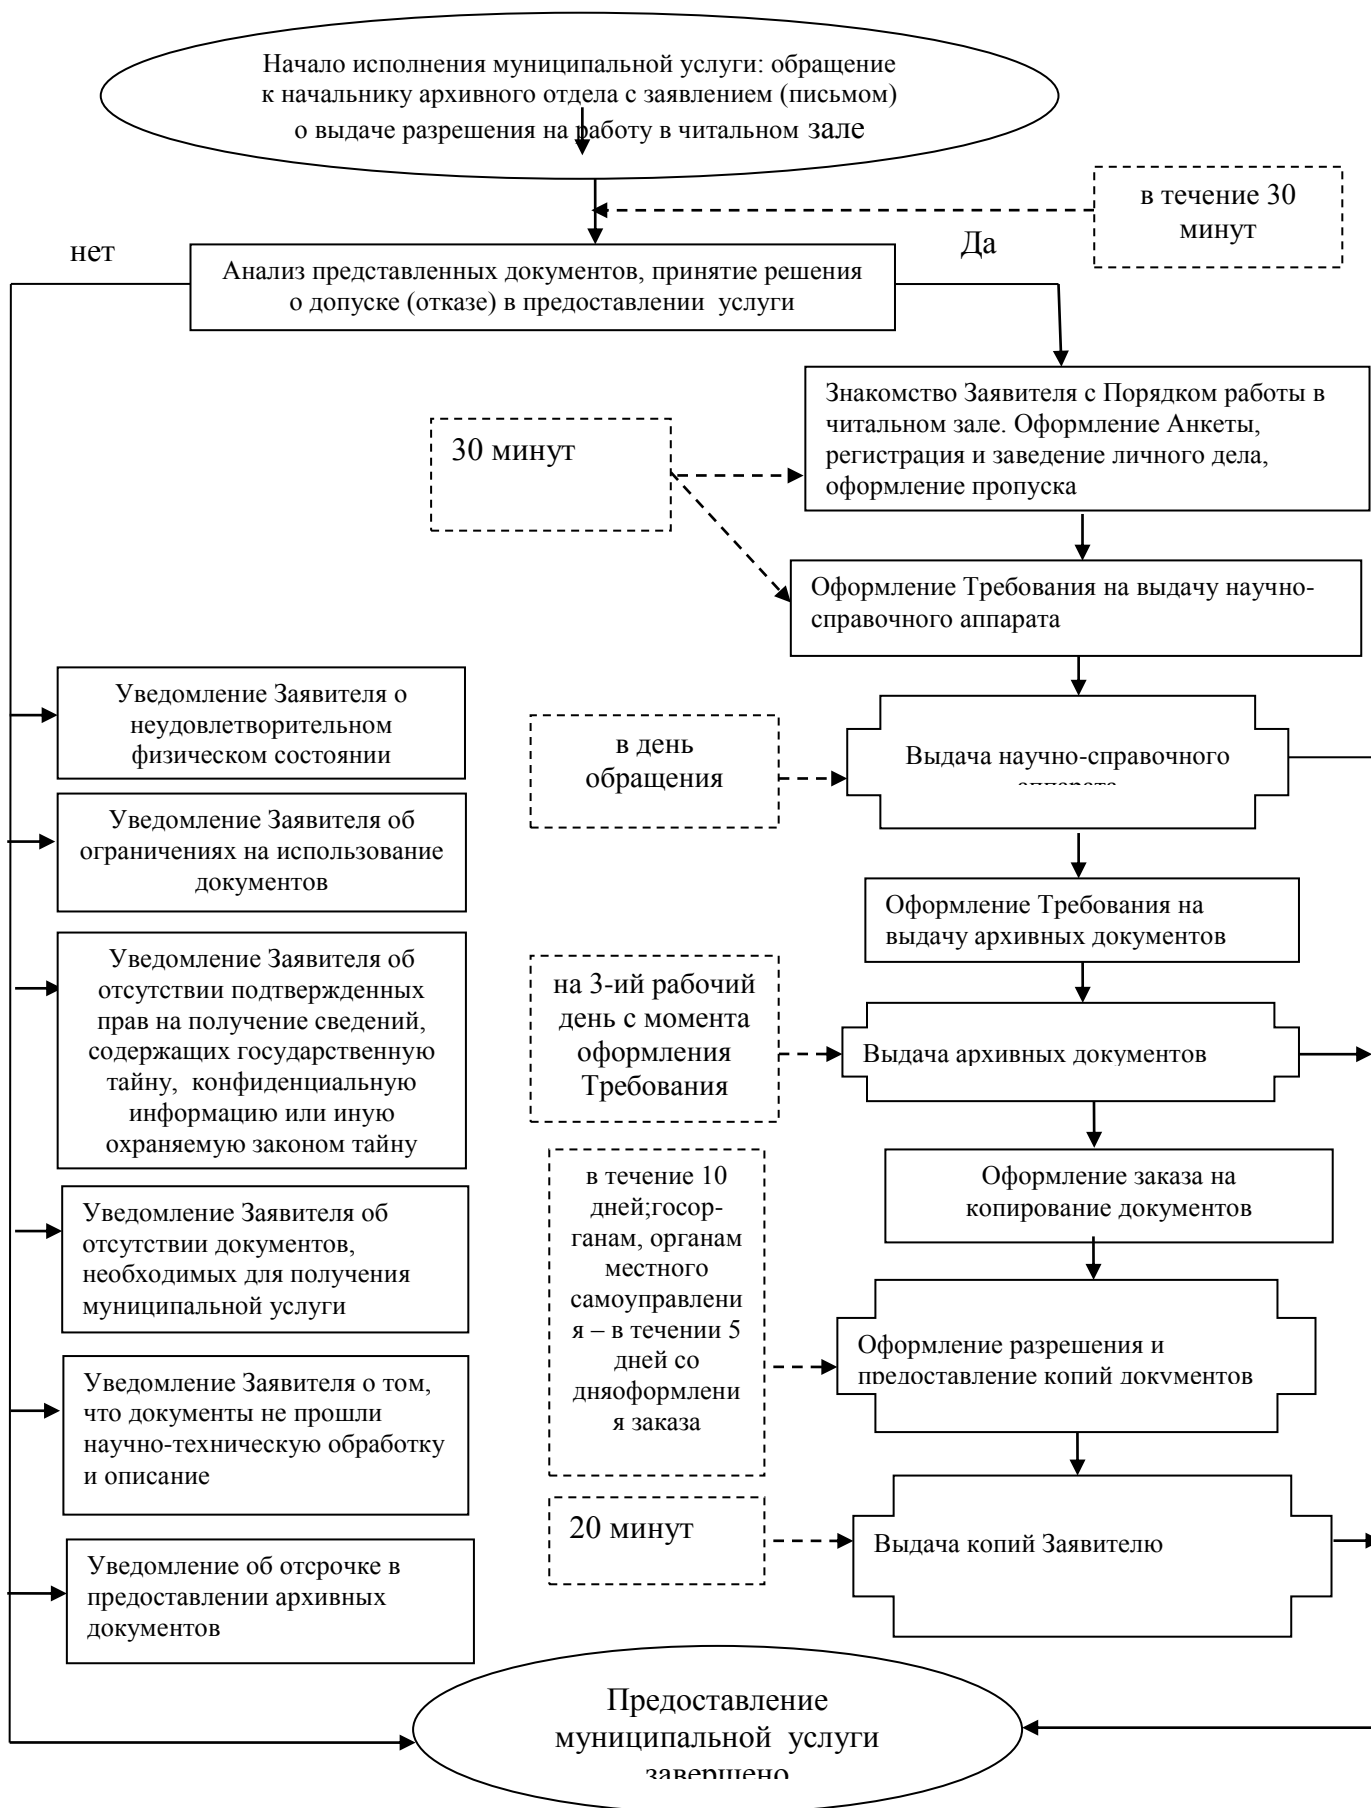 Начало исполнения муниципальной услуги: обращение
к начальнику архивного отдела с заявлением (письмом)
о выдаче разрешения на работу в читальном зале
в течение 30
минут
нет
Да
Анализ представленных документов, принятие решения
о допуске (отказе) в предоставлении услуги
Знакомство Заявителя с Порядком работы в
читальном зале. Оформление Анкеты,
регистрация и заведение личного дела,
оформление пропуска
30 минут
Оформление Требования на выдачу научно-
справочного аппарата
Уведомление Заявителя о
неудовлетворительном
физическом состоянии
в день
обращения
Выдача научно-справочного
аппарата
Уведомление Заявителя об
ограничениях на использование
документов
Оформление Требования на
выдачу архивных документов
Уведомление Заявителя об
отсутствии подтвержденных
прав на получение сведений,
содержащих государственную
тайну, конфиденциальную
информацию или иную
охраняемую законом тайну
на 3-ий рабочий
день с момента
оформления
Требования
Выдача архивных документов
в течение 10
дней;госор-
ганам, органам
местного
самоуправлени
я – в течении 5
дней со
дняоформлени
я заказа
Оформление заказа на
копирование документов
Уведомление Заявителя об
отсутствии документов,
необходимых для получения
муниципальной услуги
Оформление разрешения и
предоставление копий документов
Уведомление Заявителя о том,
что документы не прошли
научно-техническую обработку
и описание
20 минут
Выдача копий Заявителю
Уведомление об отсрочке в
предоставлении архивных
документов
Предоставление
муниципальной услуги
завершено